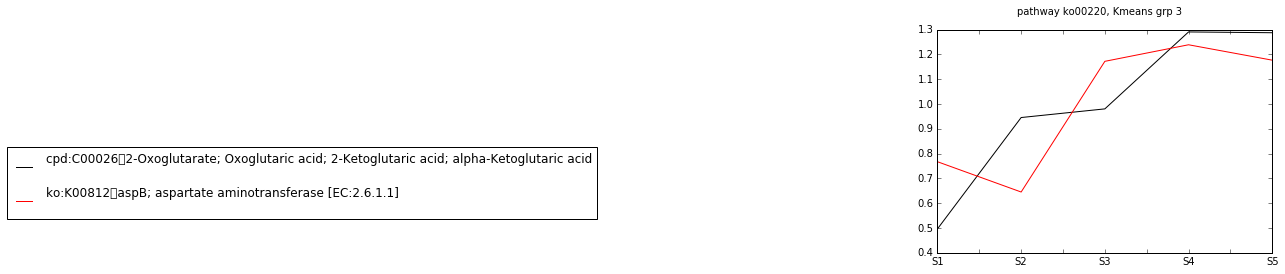 pathway ko00220, Kmeans grp 3
cpd:C00026▯2-Oxoglutarate; Oxoglutaric acid; 2-Ketoglutaric acid; alpha-Ketoglutaric acid
ko:K00812▯aspB; aspartate aminotransferase [EC:2.6.1.1]
1.3
1.2
1.1
1.0
0.9
0.8
0.7
0.6
0.5
0.4
S1 S2 S3 S4 S5